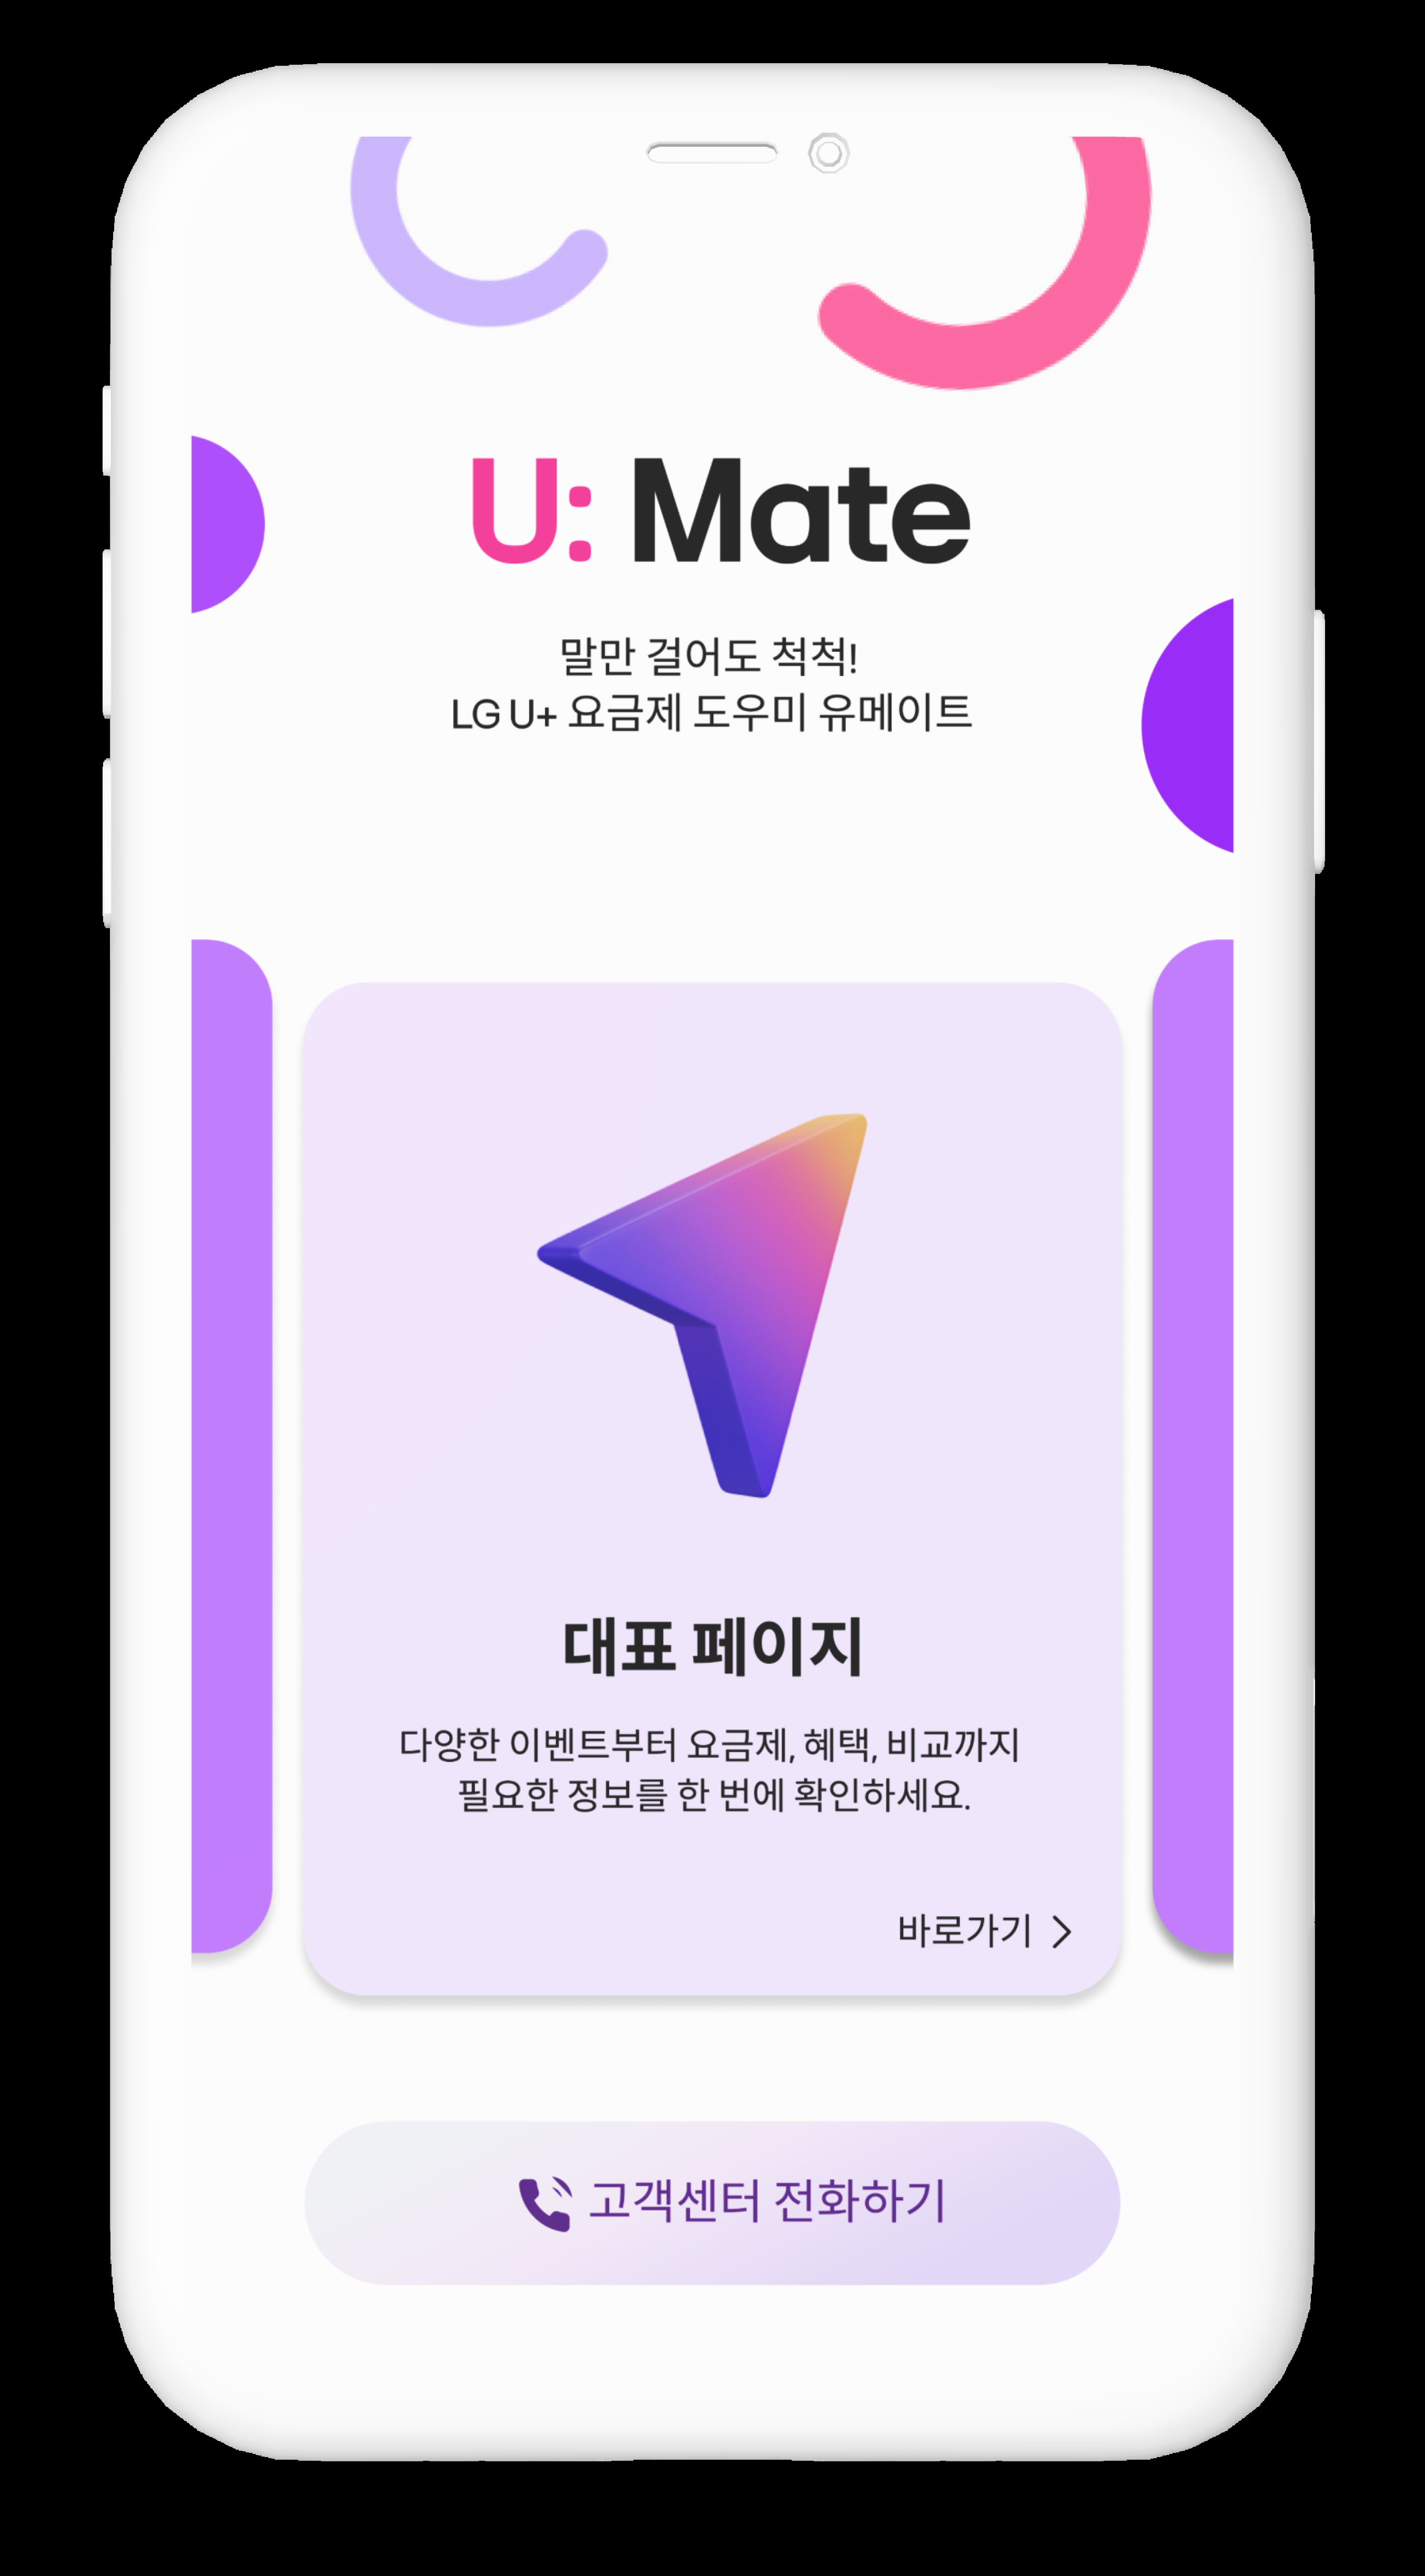 U: Mate
말만 걸어도 척척!
LG U+ 요금제 도우미 유메이트
대표 페이지
다양한 이벤트부터 요금제, 혜택, 비교까지
필요한 정보를 한 번에 확인하세요.
바로가기
고객센터 전화하기